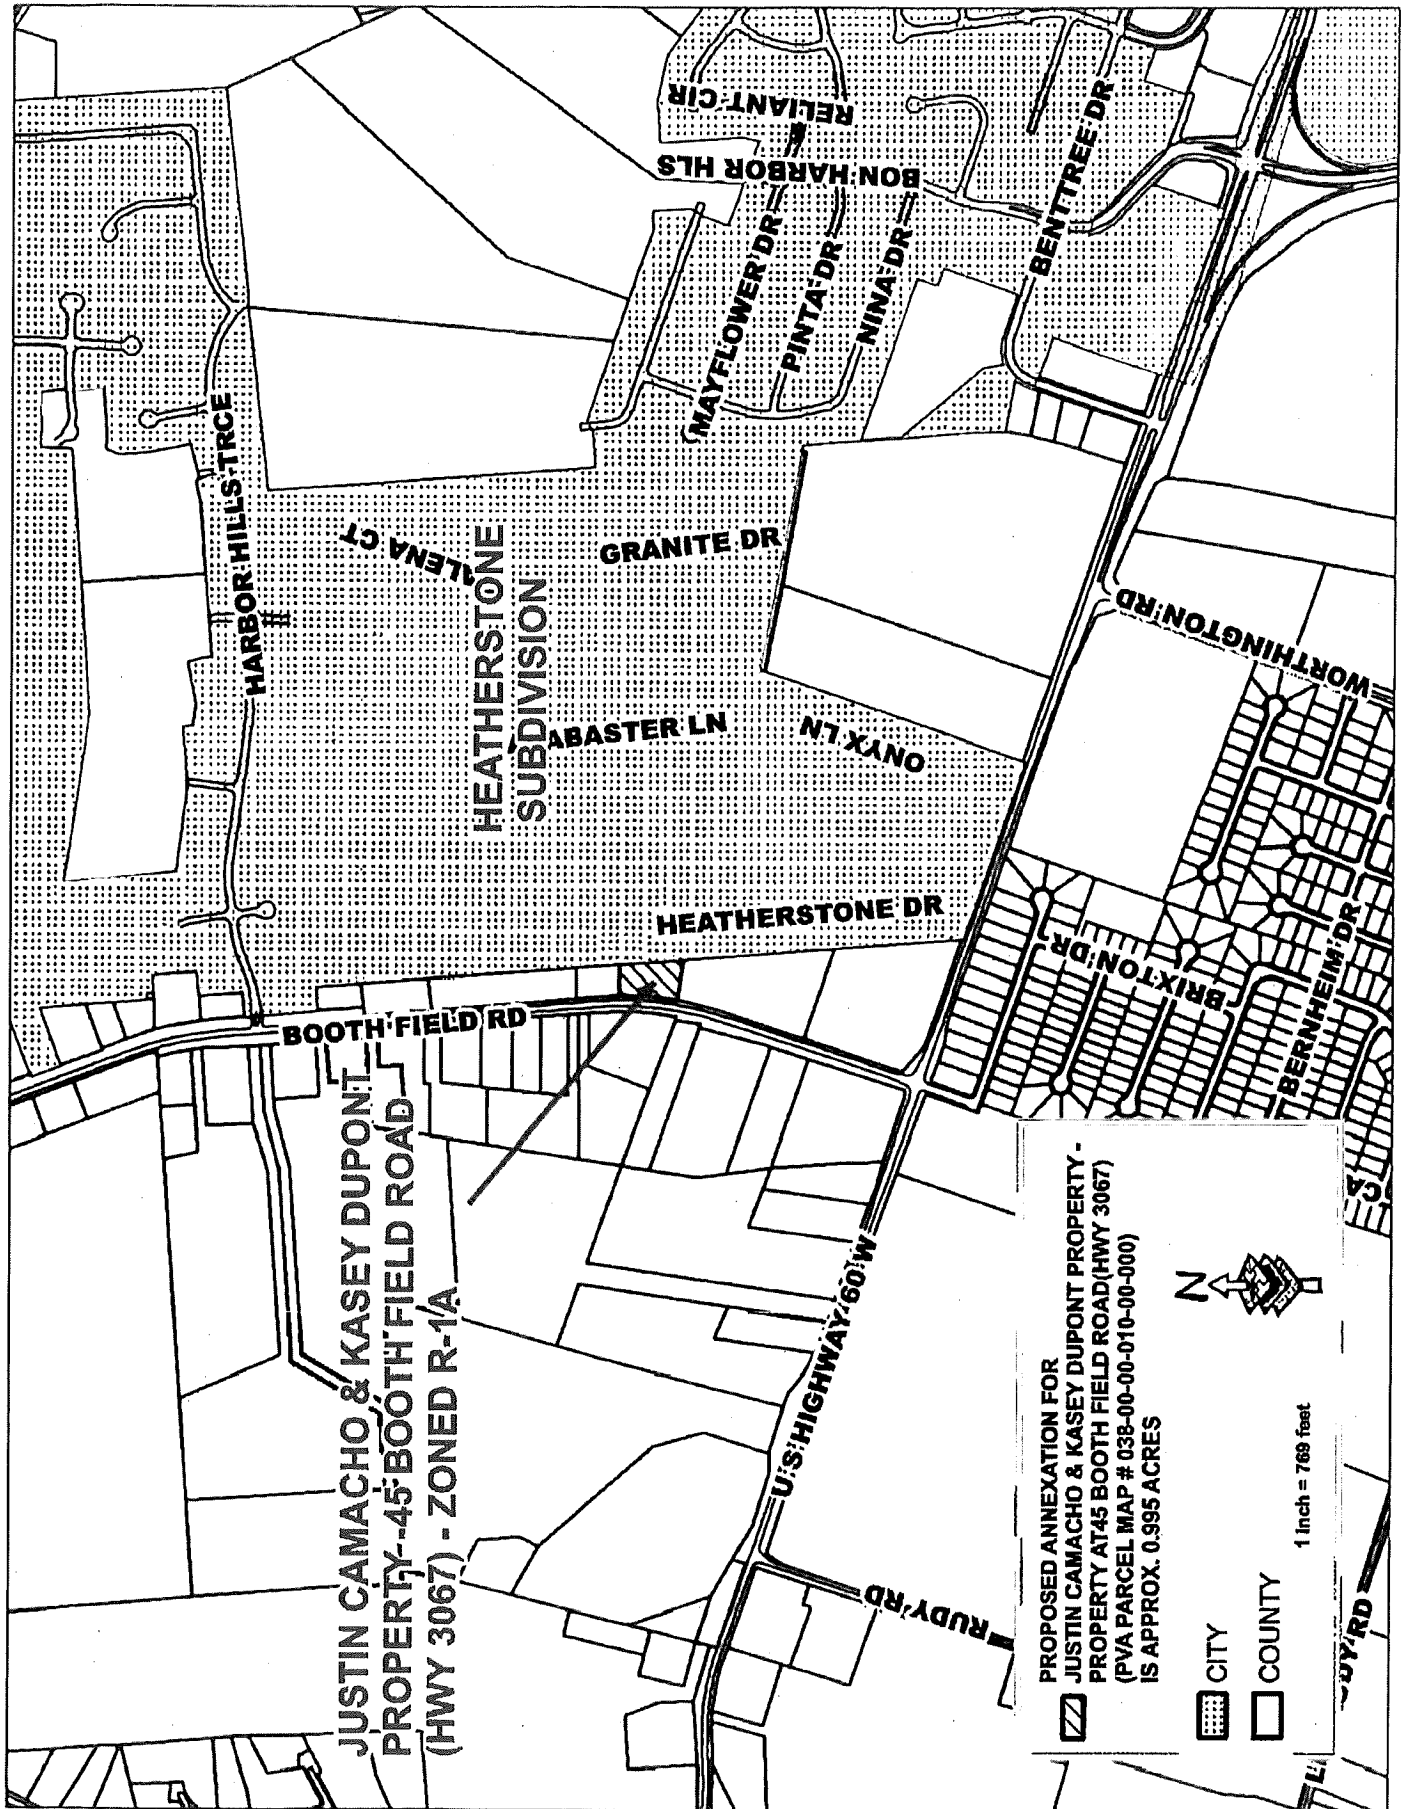 HARBOR HILLS TRCE
RELIANT CIR
BON HARBOR HLS
MAYFLOWER DR
PINTA DR
NINA DR
BENTTREE DR
HEATHERSTONE
SUBDIVISION
GRANITE DR
ONYX LN
HEATHERSTONE DR
BOOTH FIELD RD
WORTHINGTON RD
BRIXTON DR
BERNHEIM DR
U S HIGHWAY 60 W
RUDY RD
JUSTIN CAMACHO & KASEY DUPONT
PROPERTY-45 BOOTH FIELD ROAD
(HWY 3067) - ZONED R-1A
PROPOSED ANNEXATION FOR
JUSTIN CAMACHO & KASEY DUPONT PROPERTY -
PROPERTY AT 45 BOOTH FIELD ROAD(HWY 3067)
(PVA PARCEL MAP # 038-00-00-010-00-000)
IS APPROX. 0.995 ACRES
CITY
COUNTY
N
1 inch = 769 feet